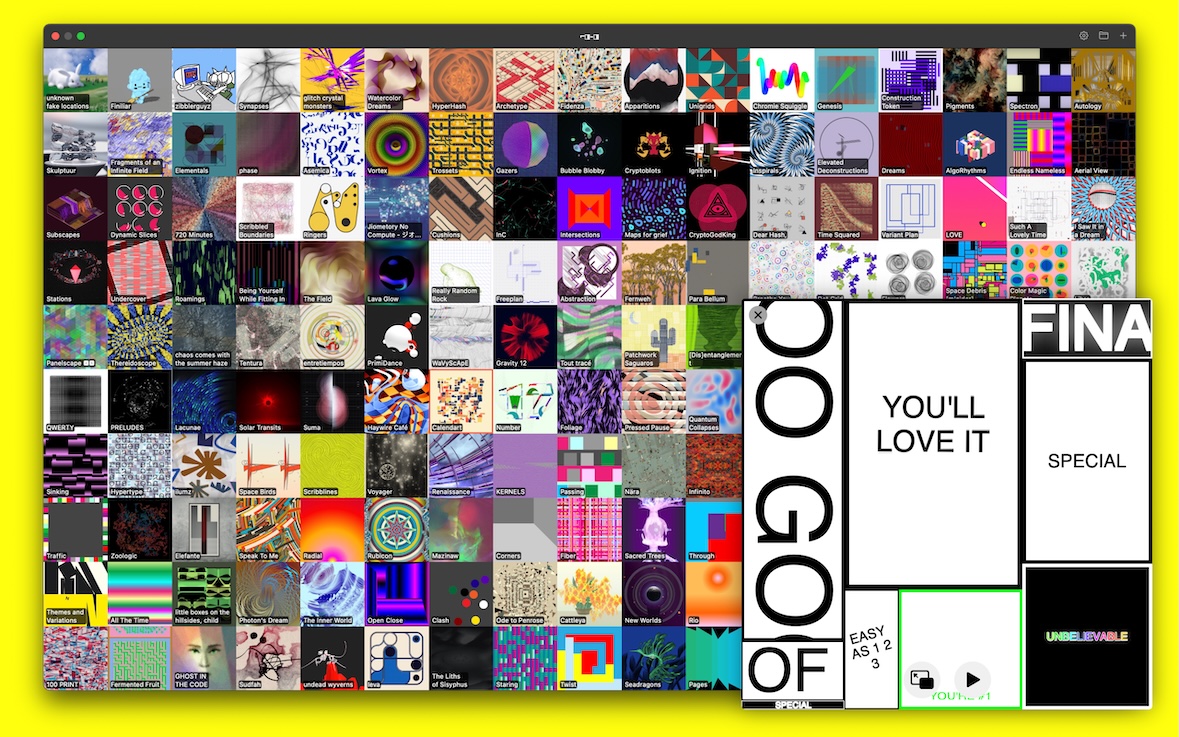 unknown
fake locations
Finiliar
zibblerguyz
Synapses
glitch crystal
monsters
Watercolor
Dreams
HyperHash
Archetype
Fidenza
Apparitions
Unigrids
Chromie Squiggle
Genesis
Construction
Token
Pigments
Spectron
Autology
Skulptuur
Fragments of an
Infinite Field
Elementals
phase
Asemica
Vortex
Trossets
Gazers
Bubble Blobby
Cryptoblots
Ignition
Inspirals
Elevated
Deconstructions
Dreams
AlgoRhythms
Endless Nameless
Aerial View
Subscapes
Dynamic Slices
720 Minutes
Scribbled
Boundaries
Ringers
Jiometory No
Compute - ジオ...
Cushions
InC
Intersections
Maps for grief
CryptoGodKing
Dear Hash,
Time Squared
Variant Plan
LOVE
Such A
Lovely Time
I Saw It in
a Dream
Stations
Undercover
Roamings
Being Yourself
While Fitting In
The Field
Lava Glow
Really Random
Rock
Freeplan
Abstraction
Fernweh
Para Bellum
Space Debris
Color Magic
Panelscape
Thereidoscope
chaos comes with
the summer haze
Tentura
entretiempos
PrimiDance
WaVyScApE
Gravity 12
Tout tracé
Patchwork
Saguaros
[Dis]entanglemen
t
QWERTY
PRELUDES
Lacunae
Solar Transits
Suma
Haywire Café
Calendart
Number
Foliage
Pressed Pause
Quantum
Collapses
Sinking
Hypertype
ilumz
Space Birds
Scribblines
Voyager
Renaissance
KERNELS
Passing
Nära
Infinito
Traffic
Zoologic
Elefante
Speak To Me
Radial
Rubicon
Mazinaw
Corners
Fiber
Sacred Trees
Through
Themes and
Variations
All The Time
little boxes on the
hillsides, child
Photon's Dream
The Inner World
Open Close
Clash
Ode to Penrose
Cattleya
New Worlds
Rio
100 PRINT
Fermented Fruit
GHOST IN
THE CODE
Sudfah
undead wyverns
ieva
The Liths
of Sisyphus
Staring
Twist
Seadragons
Pages
OO GO
YOU'LL
LOVE IT
FINA
SPECIAL
OF
SPECIAL
EASY
AS 1 2
3
YOU'RE #1
UNBELIEVABLE